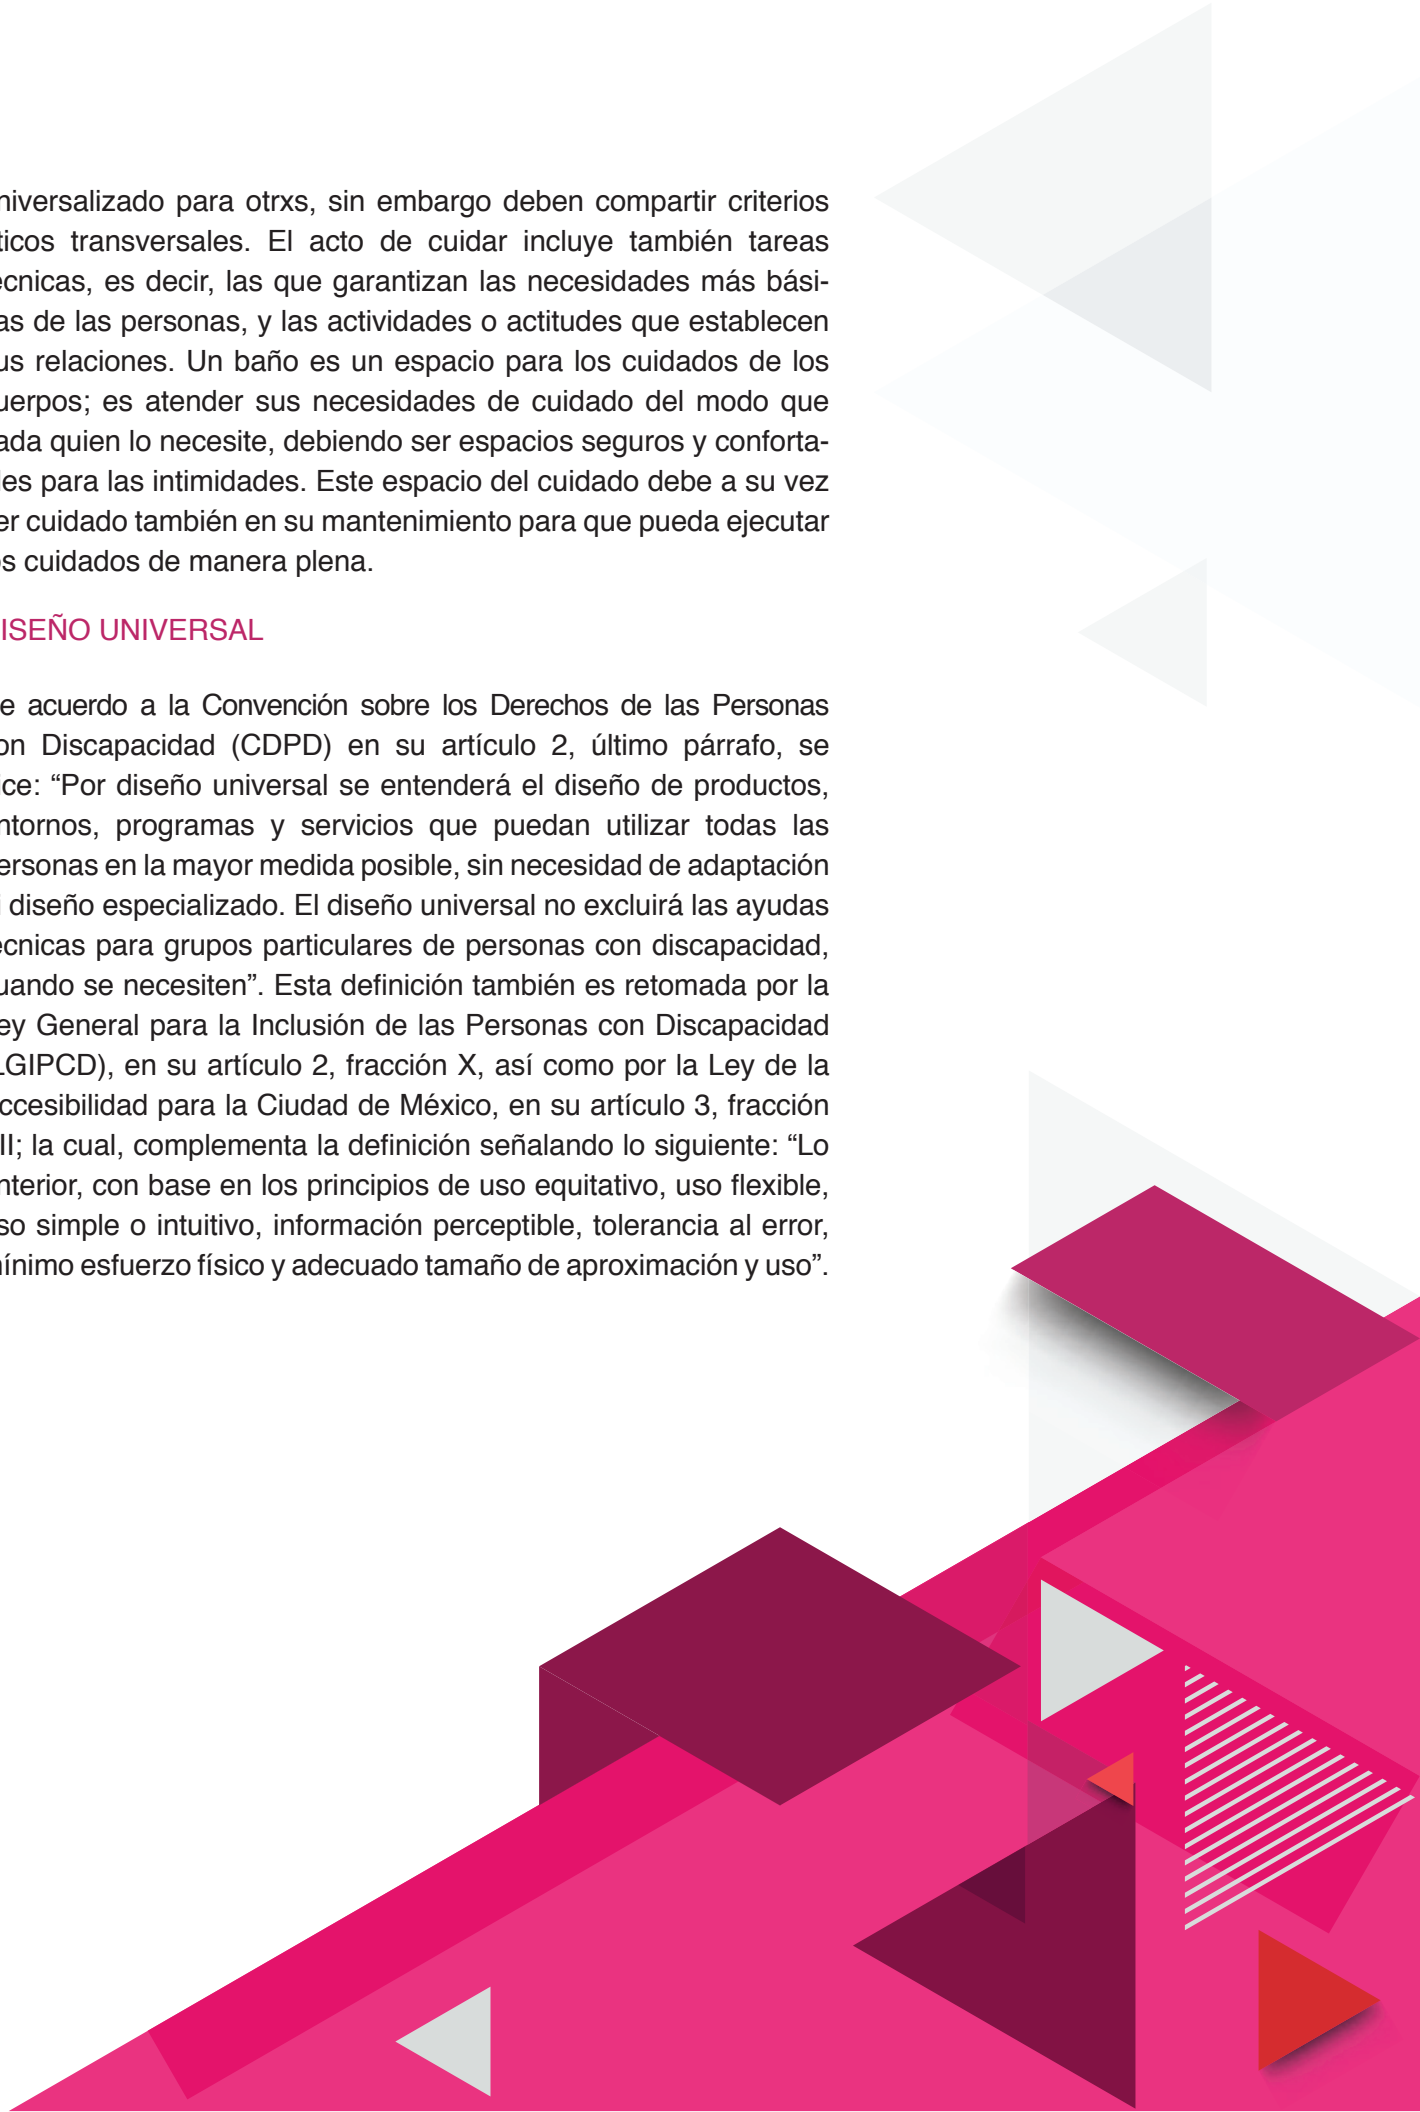 niversalizado para otrxs, sin embargo deben compartir criterios
ticos transversales. El acto de cuidar incluye también tareas
écnicas, es decir, las que garantizan las necesidades más bási-
as de las personas, y las actividades o actitudes que establecen
us relaciones. Un baño es un espacio para los cuidados de los
uerpos; es atender sus necesidades de cuidado del modo que
ada quien lo necesite, debiendo ser espacios seguros y conforta-
les para las intimidades. Este espacio del cuidado debe a su vez
er cuidado también en su mantenimiento para que pueda ejecutar
os cuidados de manera plena.
ISEÑO UNIVERSAL
e acuerdo a la Convención sobre los Derechos de las Personas
on Discapacidad (CDPD) en su artículo 2, último párrafo, se
ice: “Por diseño universal se entenderá el diseño de productos,
ntornos, programas y servicios que puedan utilizar todas las
ersonas en la mayor medida posible, sin necesidad de adaptación
i diseño especializado. El diseño universal no excluirá las ayudas
écnicas para grupos particulares de personas con discapacidad,
uando se necesiten”. Esta definición también es retomada por la
ey General para la Inclusión de las Personas con Discapacidad
LGIPCD), en su artículo 2, fracción X, así como por la Ley de la
ccesibilidad para la Ciudad de México, en su artículo 3, fracción
II; la cual, complementa la definición señalando lo siguiente: “Lo
nterior, con base en los principios de uso equitativo, uso flexible,
so simple o intuitivo, información perceptible, tolerancia al error,
ínimo esfuerzo físico y adecuado tamaño de aproximación y uso”.